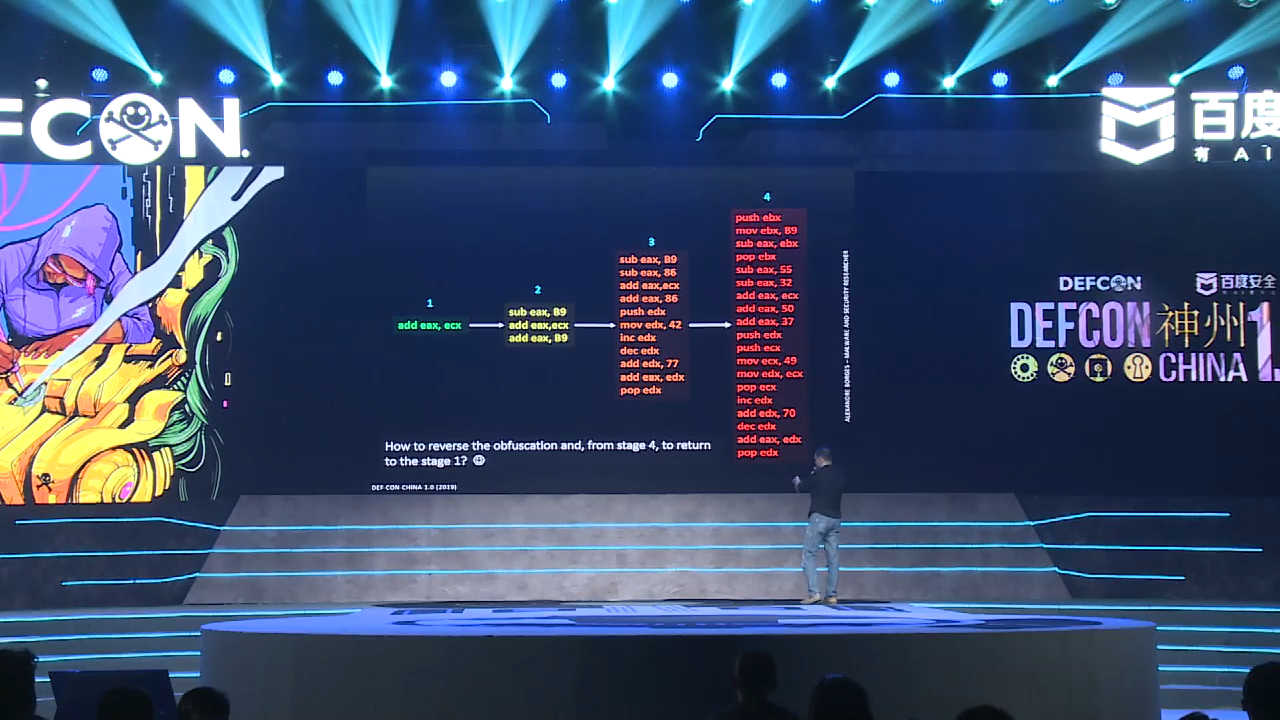 DEFCON.
百度
有 A I
4
push ebx
mov ebx, B9
sub eax, ebx
pop ebx
sub eax, 55
sub eax, 32
add eax, ecx
add eax, 50
add eax, 37
push edx
push ecx
mov ecx, 49
mov edx, ecx
pop ecx
inc edx
add edx, 70
dec edx
add eax, edx
pop edx
3
sub eax, B9
sub eax, 86
add eax,ecx
add eax, 86
push edx
mov edx, 42
inc edx
dec edx
add edx, 77
add eax, edx
pop edx
2
sub eax, B9
add eax,ecx
add eax, B9
1
add eax, ecx
ALEXANDRE BORGES – MALWARE AND SECURITY RESEARCHER
How to reverse the obfuscation and, from stage 4, to return
to the stage 1?
DEF CON CHINA 1.0 (2019)
DEFCON
百度安全
DEFCON 神州 1.
CHINA